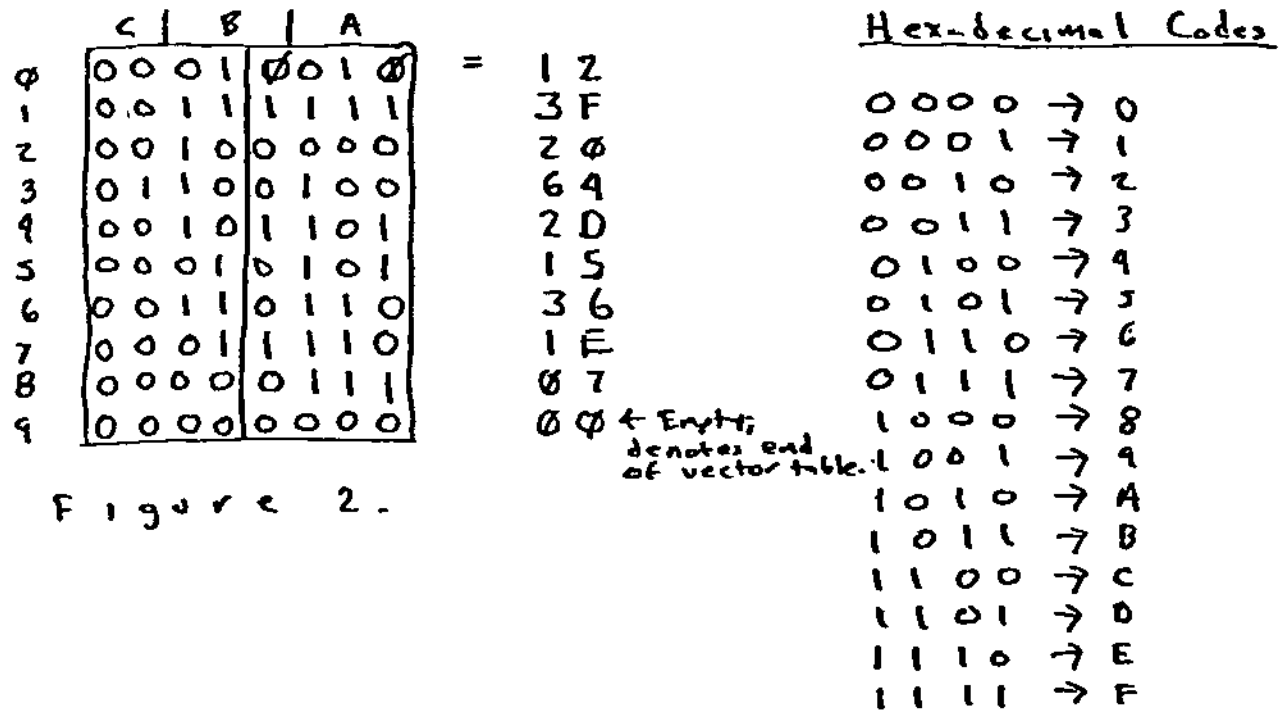 C | B | A
0 0 0 0 1 0 0 1 0 = 1 2
1 0 0 1 1 1 1 1 1 3 F
2 0 0 1 0 0 0 0 0 2 0
3 0 1 1 0 0 1 0 0 6 4
4 0 0 1 0 1 1 0 1 2 D
5 0 0 0 1 0 1 0 1 1 5
6 0 0 1 1 0 1 1 0 3 6
7 0 0 0 1 1 1 1 0 1 E
8 0 0 0 0 0 1 1 1 0 7
9 0 0 0 0 0 0 0 0 0 0 ← Empty;
denotes end
of vector table.
Figure 2.
Hexadecimal Codes
0 0 0 0 → 0
0 0 0 1 → 1
0 0 1 0 → 2
0 0 1 1 → 3
0 1 0 0 → 4
0 1 0 1 → 5
0 1 1 0 → 6
0 1 1 1 → 7
1 0 0 0 → 8
1 0 0 1 → 9
1 0 1 0 → A
1 0 1 1 → B
1 1 0 0 → C
1 1 0 1 → D
1 1 1 0 → E
1 1 1 1 → F